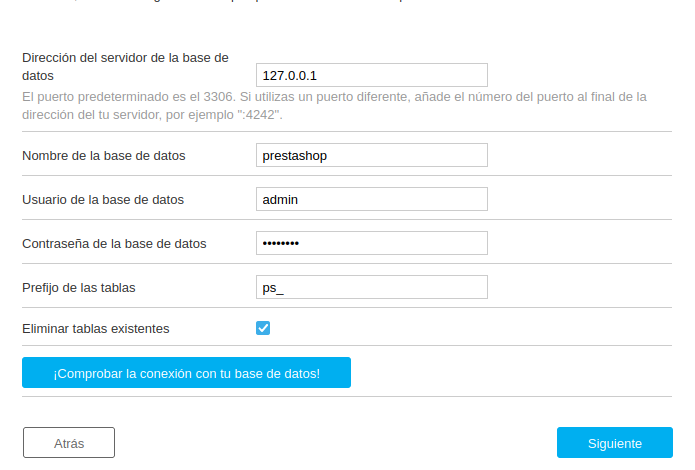 Dirección del servidor de la base de
datos
127.0.0.1
El puerto predeterminado es el 3306. Si utilizas un puerto diferente, añade el número del puerto al final de la
dirección del tu servidor, por ejemplo ":4242".
Nombre de la base de datos
prestashop
Usuario de la base de datos
admin
Contraseña de la base de datos
••••••••
Prefijo de las tablas
ps_
Eliminar tablas existentes
¡Comprobar la conexión con tu base de datos!
Atrás
Siguiente